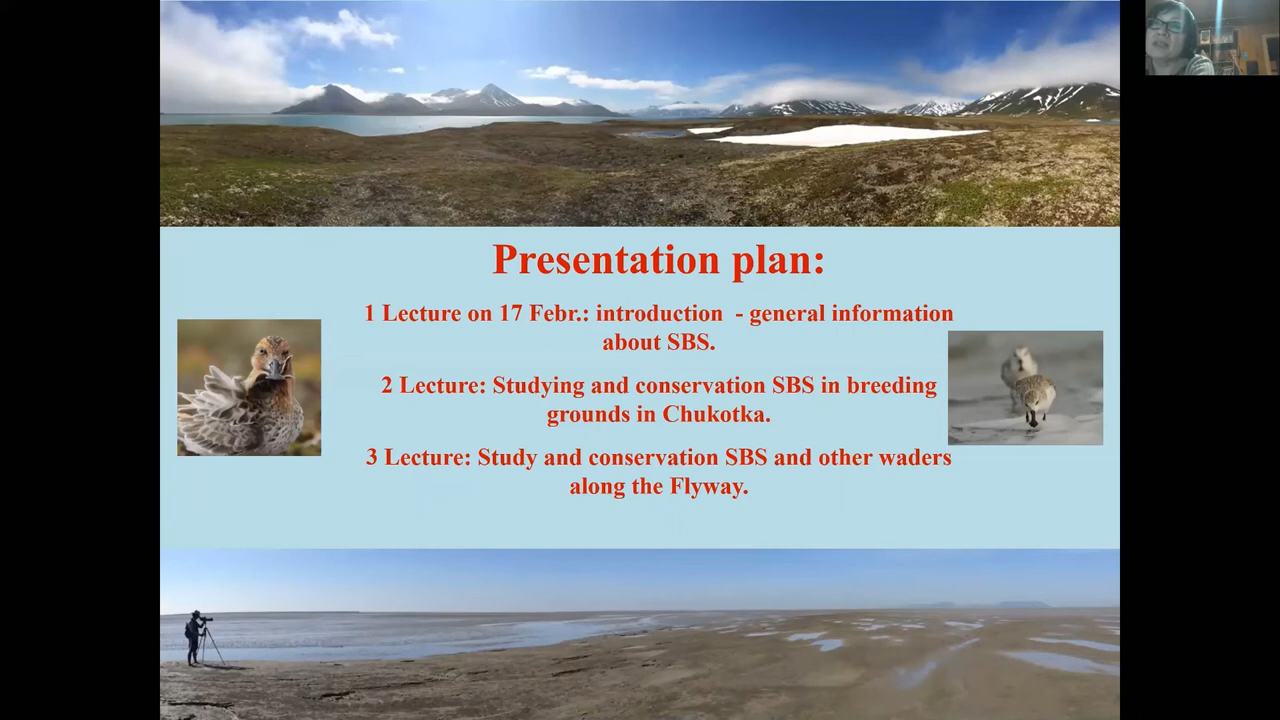 Presentation plan:
1 Lecture on 17 Febr.: introduction - general information
about SBS.
2 Lecture: Studying and conservation SBS in breeding
grounds in Chukotka.
3 Lecture: Study and conservation SBS and other waders
along the Flyway.